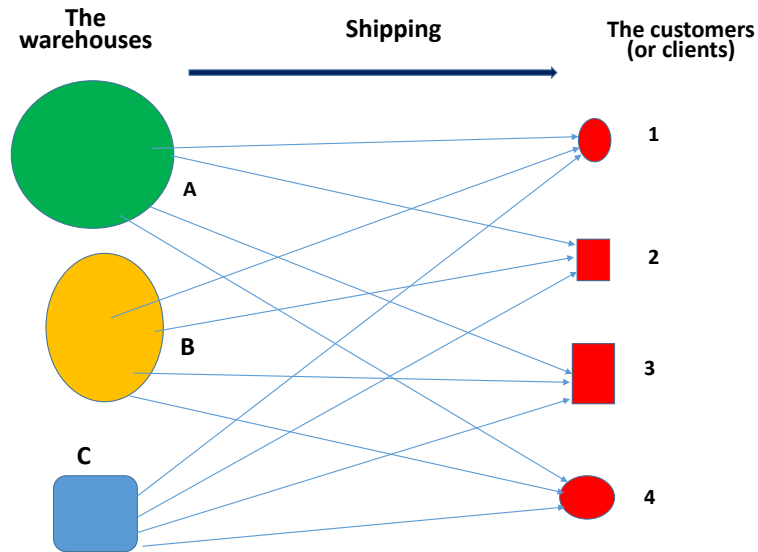 The
warehouses
Shipping
The customers
(or clients)
1
A
2
B
3
C
4